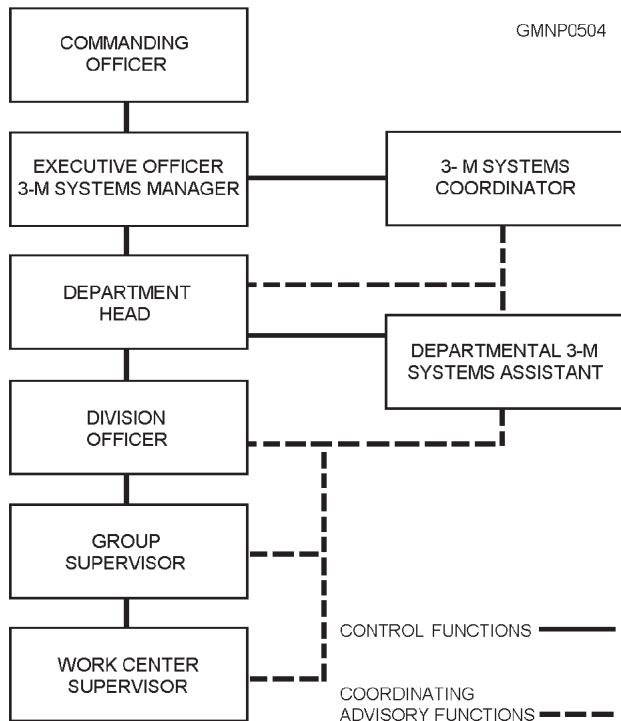 COMMANDING
OFFICER
GMNP0504
EXECUTIVE OFFICER
3-M SYSTEMS MANAGER
3- M SYSTEMS
COORDINATOR
DEPARTMENT
HEAD
DEPARTMENTAL 3-M
SYSTEMS ASSISTANT
DIVISION
OFFICER
GROUP
SUPERVISOR
WORK CENTER
SUPERVISOR
CONTROL FUNCTIONS
COORDINATING
ADVISORY FUNCTIONS